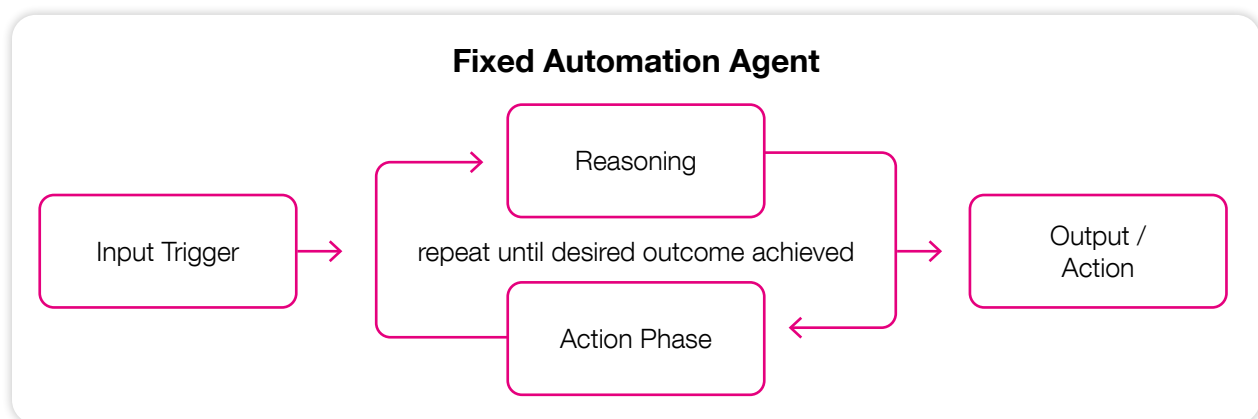 Fixed Automation Agent
Reasoning
Input Trigger
repeat until desired outcome achieved
Output /
Action
Action Phase